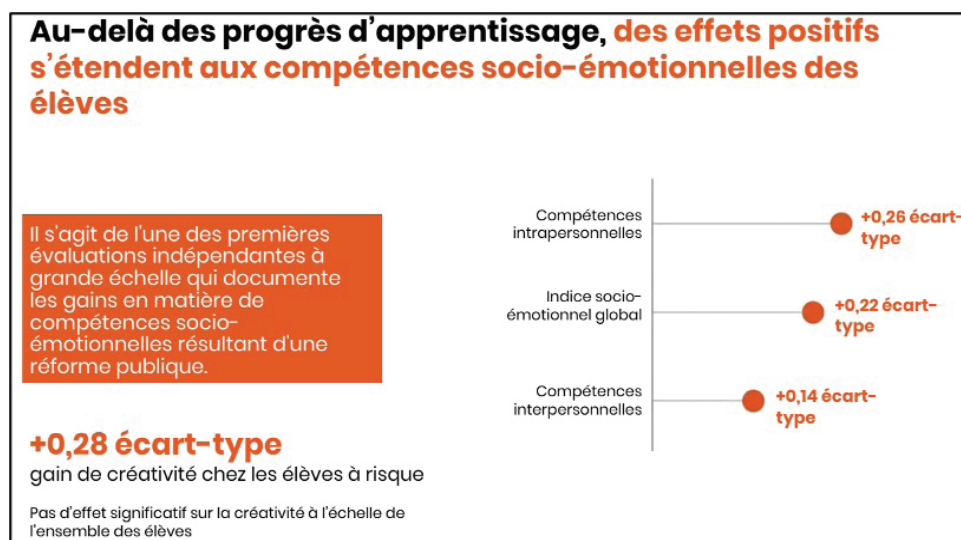 Au-delà des progrès d'apprentissage, des effets positifs
s'étendent aux compétences socio-émotionnelles des
élèves
Il s'agit de l'une des premières
évaluations indépendantes à
grande échelle qui documente
les gains en matière de
compétences socio-
émotionnelles résultant d'une
réforme publique.
+0,28 écart-type
gain de créativité chez les élèves à risque
Pas d'effet significatif sur la créativité à l'échelle de
l'ensemble des élèves
Compétences
intrapersonnelles
+0,26 écart-
type
Indice socio-
émotionnel global
+0,22 écart-
type
Compétences
interpersonnelles
+0,14 écart-
type